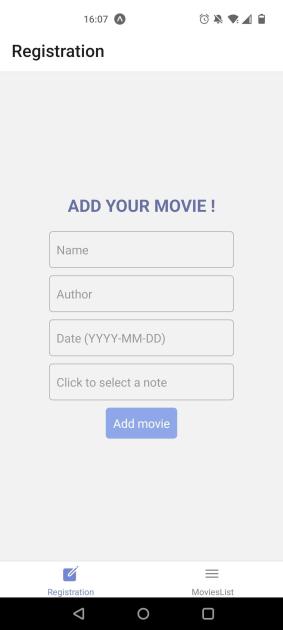 16:07
Registration
ADD YOUR MOVIE !
Name
Author
Date (YYYY-MM-DD)
Click to select a note
Add movie
Registration
MoviesList